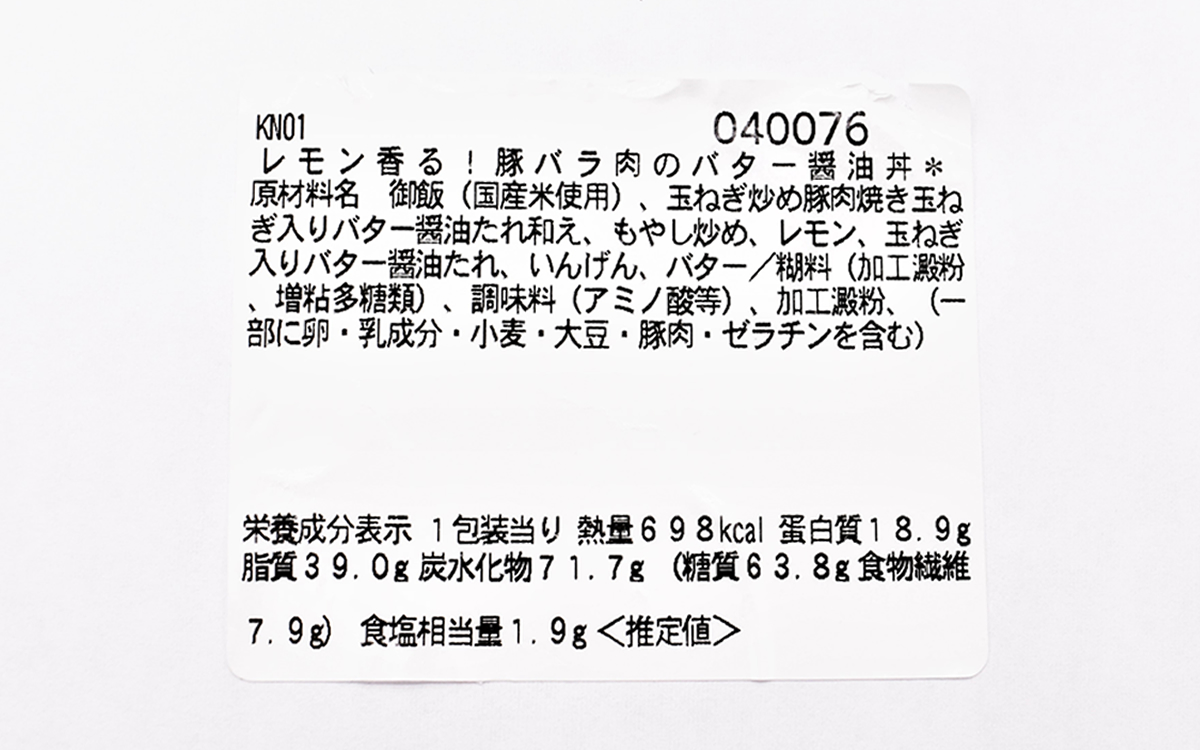 KN01 040076
レモン香る！豚バラ肉のバター醤油丼＊
原材料名　御飯（国産米使用）、玉ねぎ炒め豚肉焼き玉ね
ぎ入りバター醤油たれ和え、もやし炒め、レモン、玉ねぎ
入りバター醤油たれ、いんげん、バター／糊料（加工澱粉
、増粘多糖類）、調味料（アミノ酸等）、加工澱粉、（一
部に卵・乳成分・小麦・大豆・豚肉・ゼラチンを含む）
栄養成分表示 １包装当り 熱量６９８kcal 蛋白質１８.９g
脂質３９.０g 炭水化物７１.７g （糖質６３.８g 食物繊維
７.９g） 食塩相当量１.９g＜推定値＞